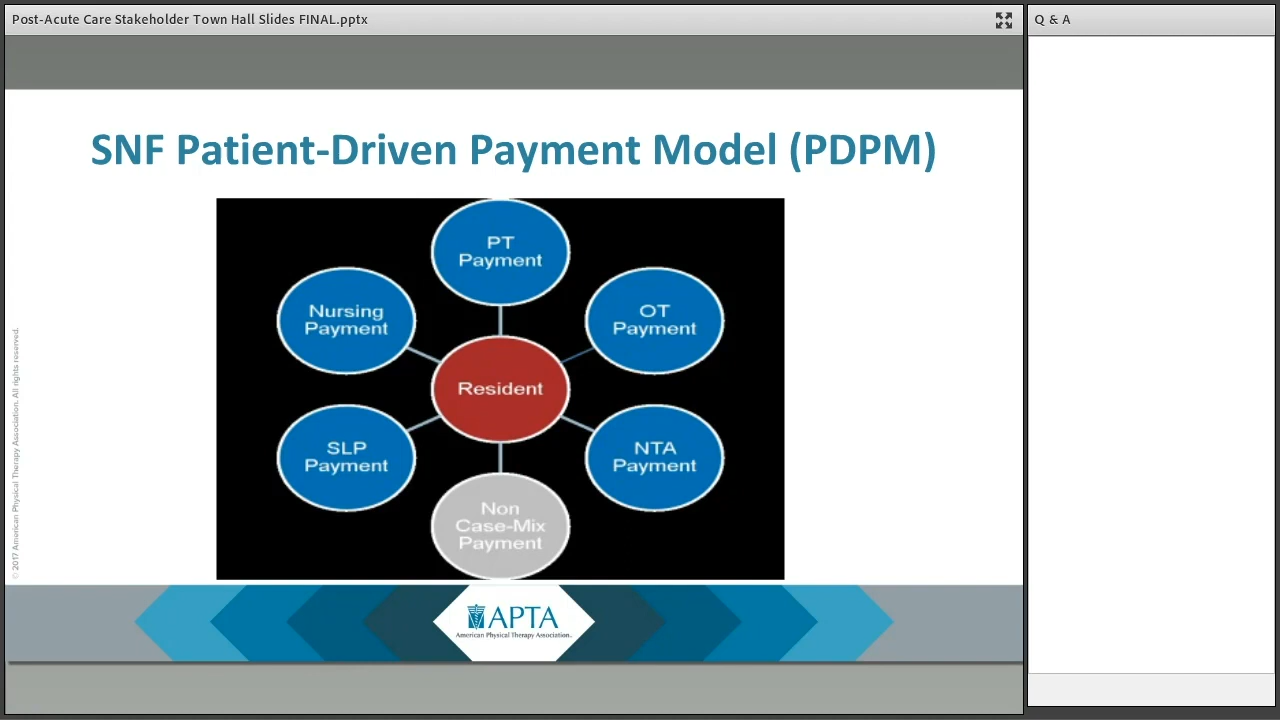 Post-Acute Care Stakeholder Town Hall Slides FINAL.pptx
Q & A
SNF Patient-Driven Payment Model (PDPM)
PT
Payment
Nursing
Payment
OT
Payment
Resident
SLP
Payment
NTA
Payment
Non
Case-Mix
Payment
© 2017 American Physical Therapy Association. All rights reserved.
APTA
American Physical Therapy Association.